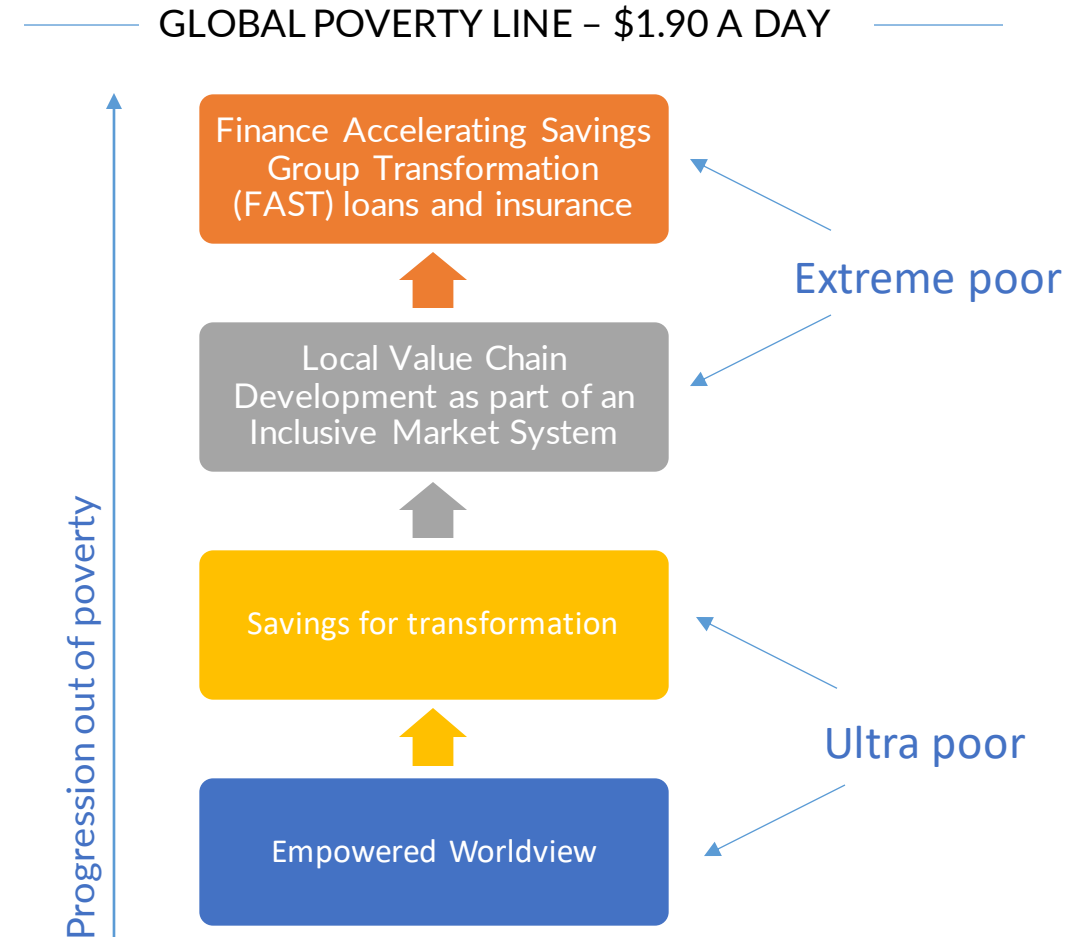 GLOBAL POVERTY LINE – $1.90 A DAY
Finance Accelerating Savings
Group Transformation
(FAST) loans and insurance
Extreme poor
Local Value Chain
Development as part of an
Inclusive Market System
Progression out of poverty
Savings for transformation
Ultra poor
Empowered Worldview